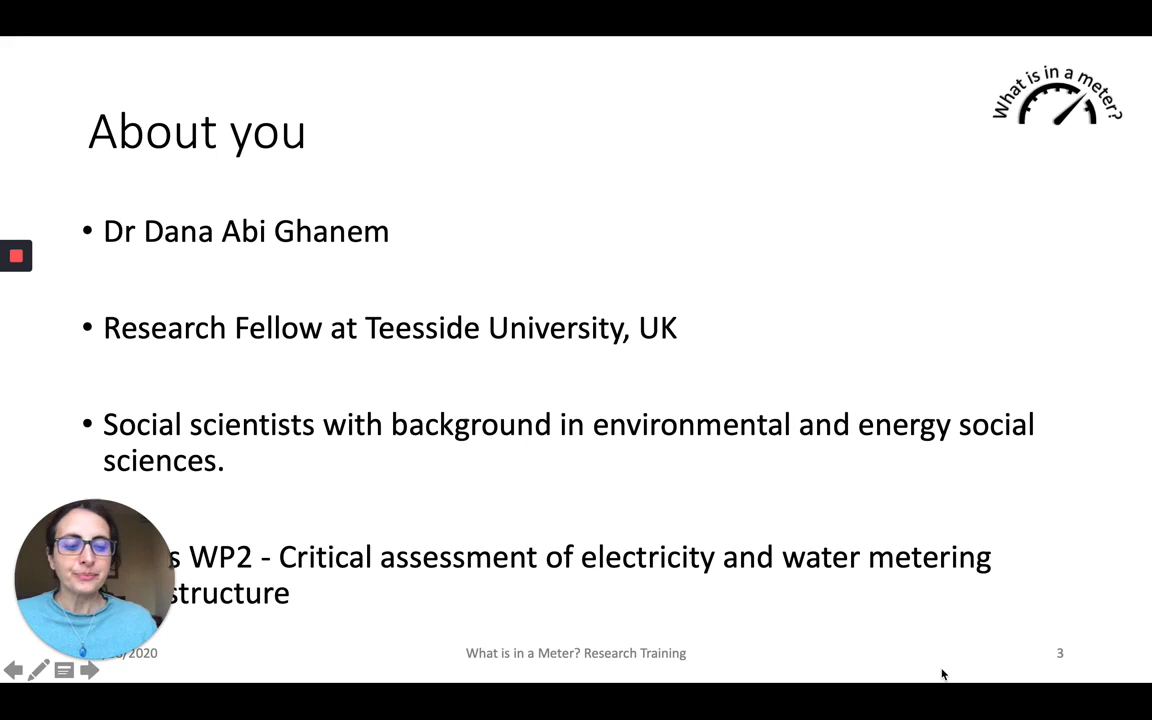 What is in a meter?
About you
• Dr Dana Abi Ghanem
• Research Fellow at Teesside University, UK
• Social scientists with background in environmental and energy social
sciences.
WP2 - Critical assessment of electricity and water metering
structure
/2020
What is in a Meter? Research Training
3